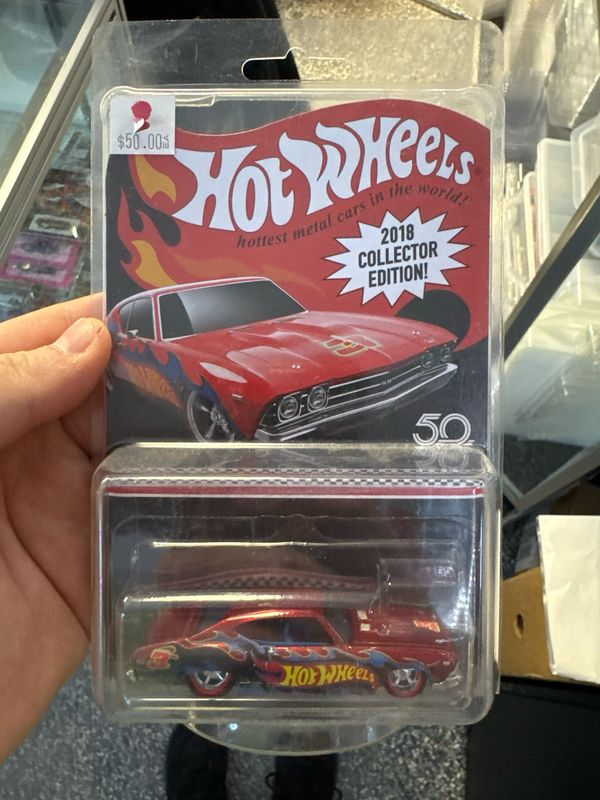 $50.00
HOT WHEELS
hottest metal cars in the world!
2018
COLLECTOR
EDITION!
50
HOT WHEELS